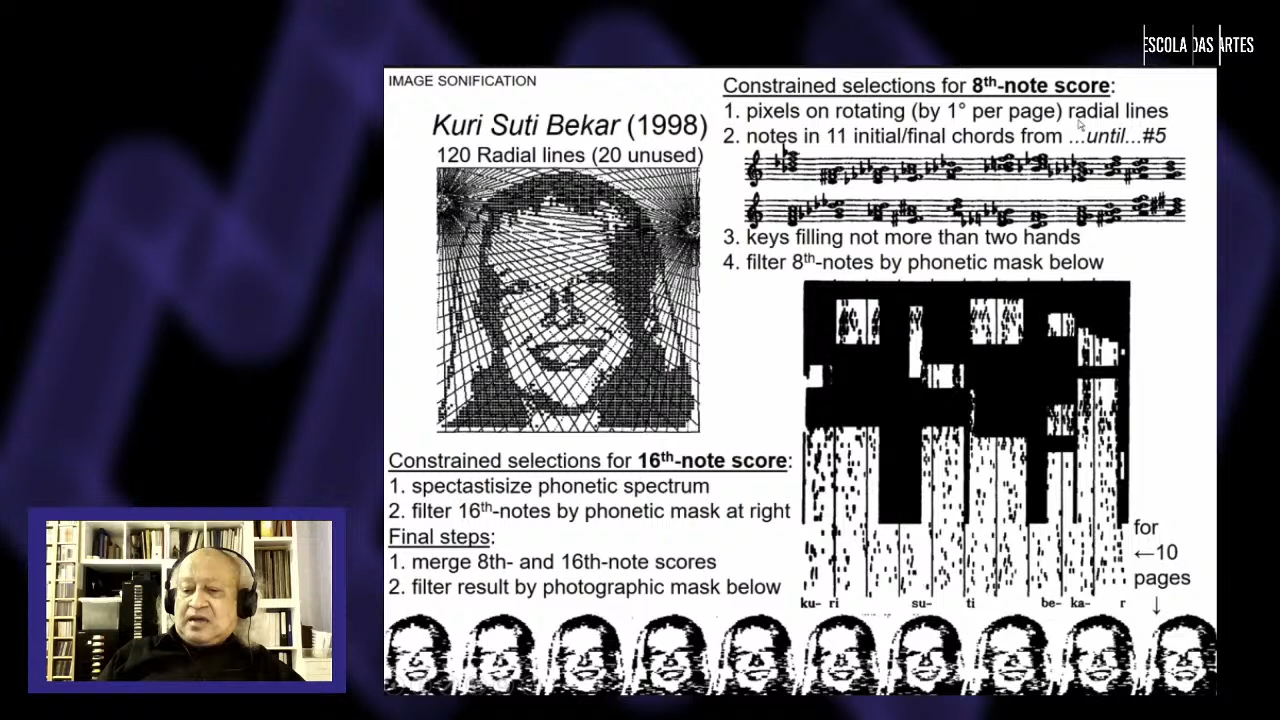 ESCOLA DAS ARTES
IMAGE SONIFICATION
Kuri Suti Bekar (1998)
120 Radial lines (20 unused)
Constrained selections for 8th-note score:
1. pixels on rotating (by 1° per page) radial lines
2. notes in 11 initial/final chords from ...until...#5
3. keys filling not more than two hands
4. filter 8th-notes by phonetic mask below
Constrained selections for 16th-note score:
1. spectastisize phonetic spectrum
2. filter 16th-notes by phonetic mask at right
Final steps:
1. merge 8th- and 16th-note scores
2. filter result by photographic mask below
ku- ri su- ti be- ka- r
for
←10
pages
↓